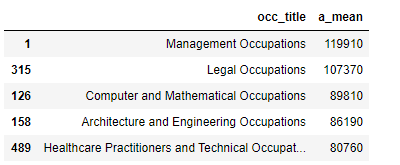 occ_title a_mean
1 Management Occupations 119910
315 Legal Occupations 107370
126 Computer and Mathematical Occupations 89810
158 Architecture and Engineering Occupations 86190
489 Healthcare Practitioners and Technical Occupat... 80760